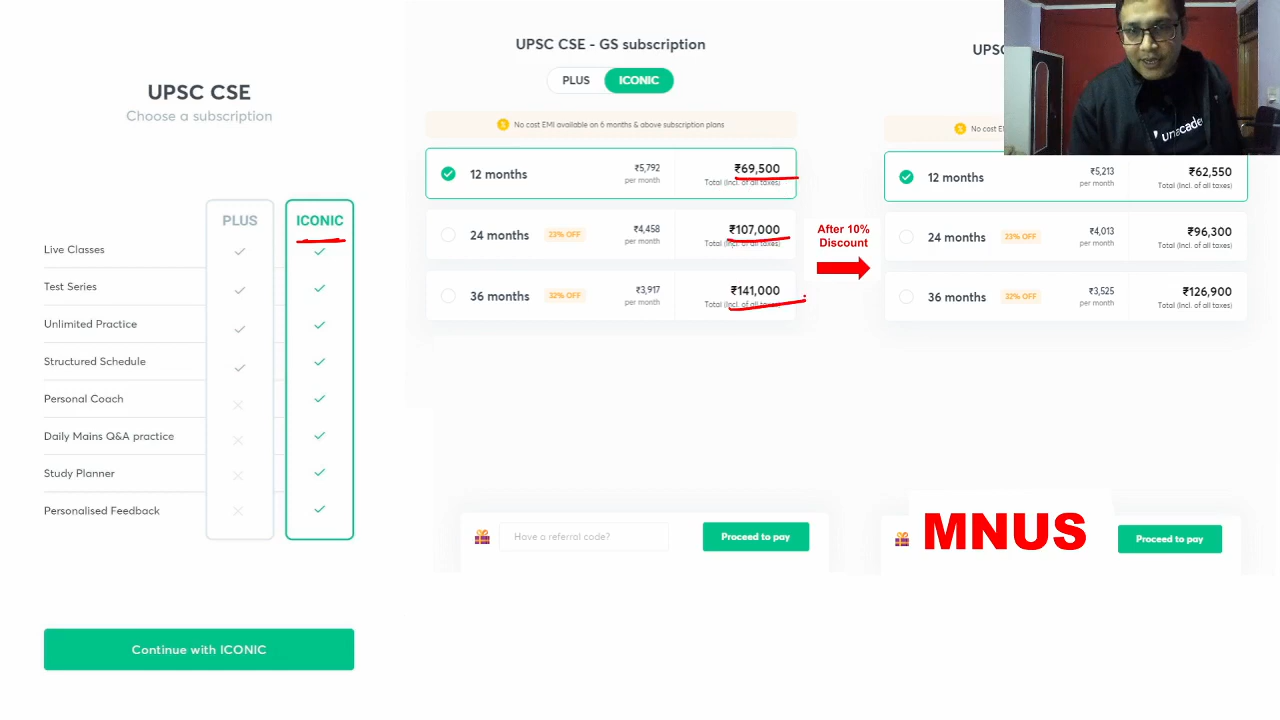 UPSC CSE
Choose a subscription
PLUS
ICONIC
Live Classes
Test Series
Unlimited Practice
Structured Schedule
Personal Coach
Daily Mains Q&A practice
Study Planner
Personalised Feedback
Continue with ICONIC
UPSC CSE - GS subscription
PLUS
ICONIC
No cost EMI available on 6 months & above subscription plans
12 months
₹5,792
per month
₹69,500
Total (Incl. of all taxes)
24 months
23% OFF
₹4,458
per month
₹107,000
Total (Incl. of all taxes)
36 months
32% OFF
₹3,917
per month
₹141,000
Total (Incl. of all taxes)
Have a referral code?
Proceed to pay
After 10%
Discount
UPSC
No cost E
12 months
₹5,213
per month
₹62,550
Total (Incl. of all taxes)
24 months
23% OFF
₹4,013
per month
₹96,300
Total (Incl. of all taxes)
36 months
32% OFF
₹3,525
per month
₹126,900
Total (Incl. of all taxes)
MNUS
Proceed to pay
unacade